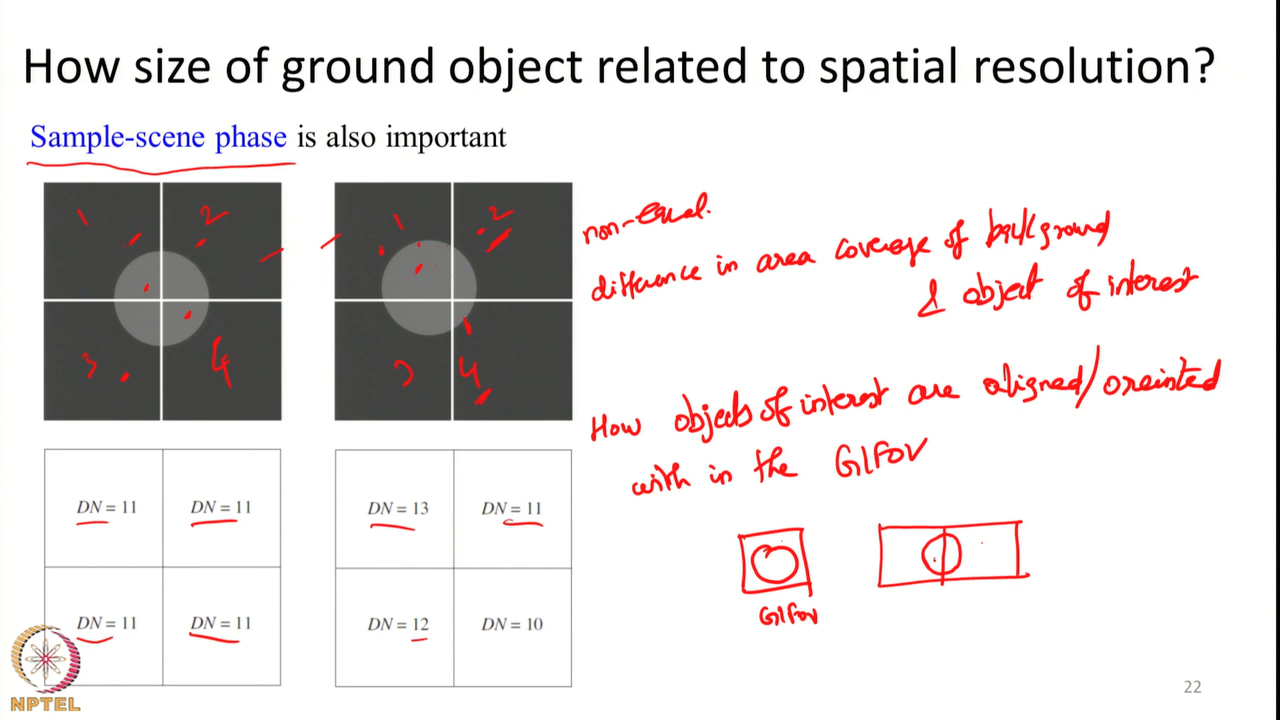 How size of ground object related to spatial resolution?
Sample-scene phase is also important
1 2
3 4
1 2
3 4
DN = 11 DN = 11
DN = 11 DN = 11
DN = 13 DN = 11
DN = 12 DN = 10
non-equal.
difference in area coverage of background
& object of interest
How objects of interest are aligned/oreinted
with in the GIFOV
GIFOV
NPTEL
22